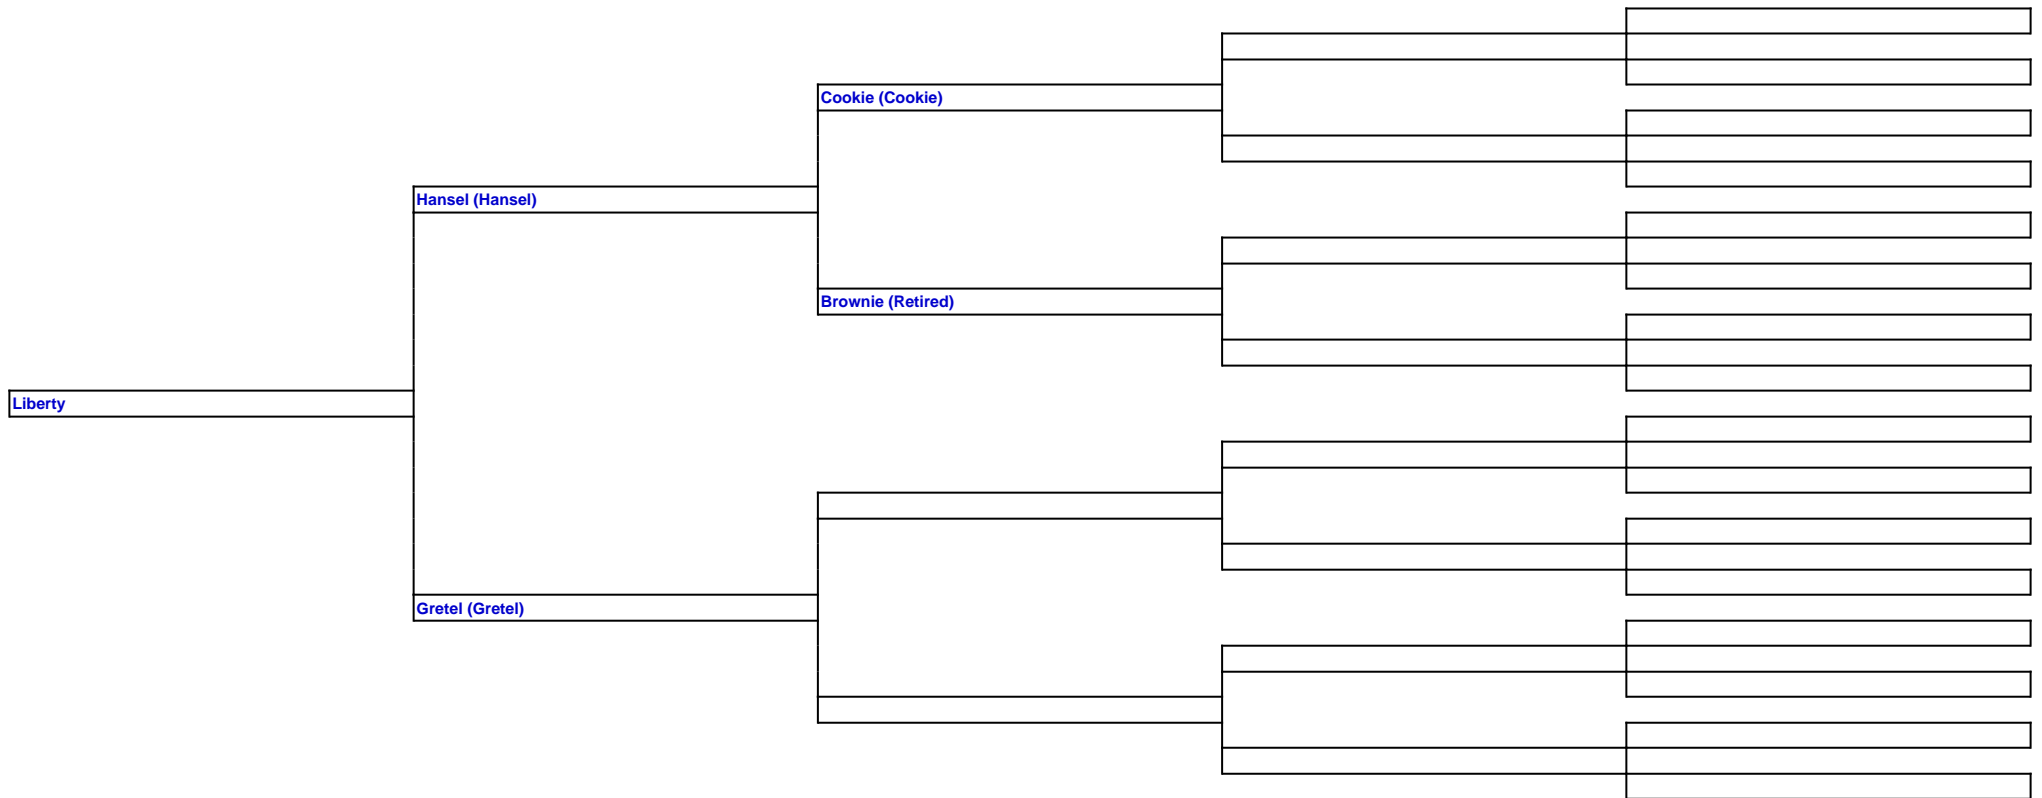 Cookie (Cookie)
Hansel (Hansel)
Brownie (Retired)
Liberty
Gretel (Gretel)